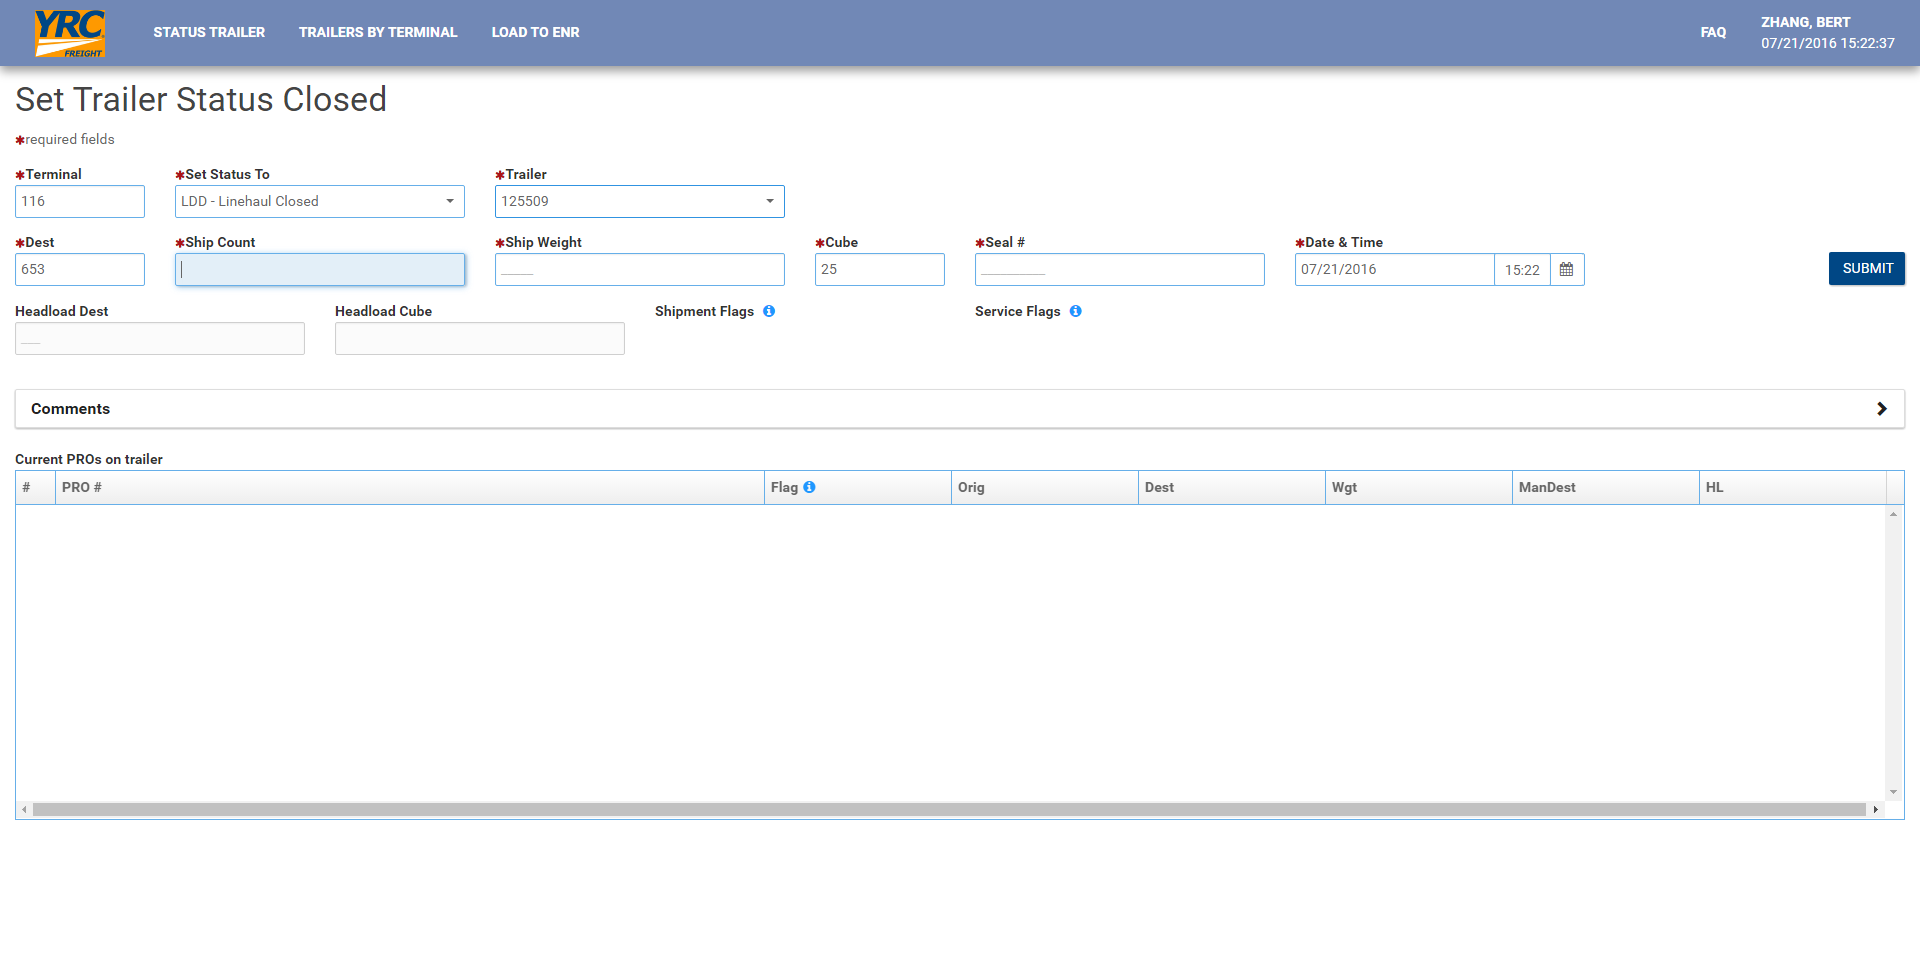 YRC
FREIGHT
STATUS TRAILER
TRAILERS BY TERMINAL
LOAD TO ENR
FAQ
ZHANG, BERT
07/21/2016 15:22:37
Set Trailer Status Closed
✱required fields
✱Terminal ✱Set Status To ✱Trailer
116 LDD - Linehaul Closed 125509
✱Dest ✱Ship Count ✱Ship Weight ✱Cube ✱Seal # ✱Date & Time
653 25 07/21/2016 15:22 SUBMIT
Headload Dest Headload Cube Shipment Flags Service Flags
Comments
Current PROs on trailer
# PRO # Flag Orig Dest Wgt ManDest HL